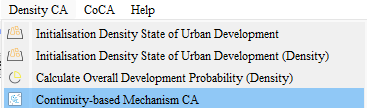 Density CA CoCA Help
Initialisation Density State of Urban Development
Initialisation Density State of Urban Development (Density)
Calculate Overall Development Probability (Density)
Continuity-based Mechanism CA